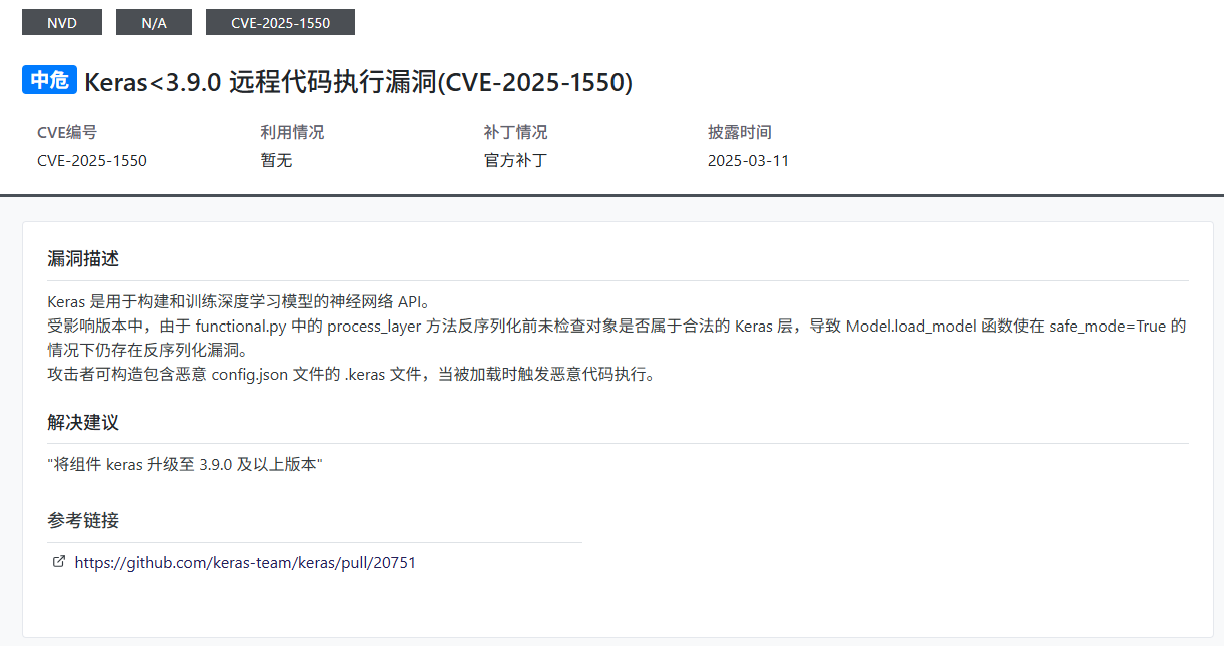 NVD N/A CVE-2025-1550
中危 Keras<3.9.0 远程代码执行漏洞(CVE-2025-1550)
CVE编号 利用情况 补丁情况 披露时间
CVE-2025-1550 暂无 官方补丁 2025-03-11
漏洞描述
Keras 是用于构建和训练深度学习模型的神经网络 API。
受影响版本中，由于 functional.py 中的 process_layer 方法反序列化前未检查对象是否属于合法的 Keras 层，导致 Model.load_model 函数使在 safe_mode=True 的
情况下仍存在反序列化漏洞。
攻击者可构造包含恶意 config.json 文件的 .keras 文件，当被加载时触发恶意代码执行。
解决建议
"将组件 keras 升级至 3.9.0 及以上版本"
参考链接
https://github.com/keras-team/keras/pull/20751